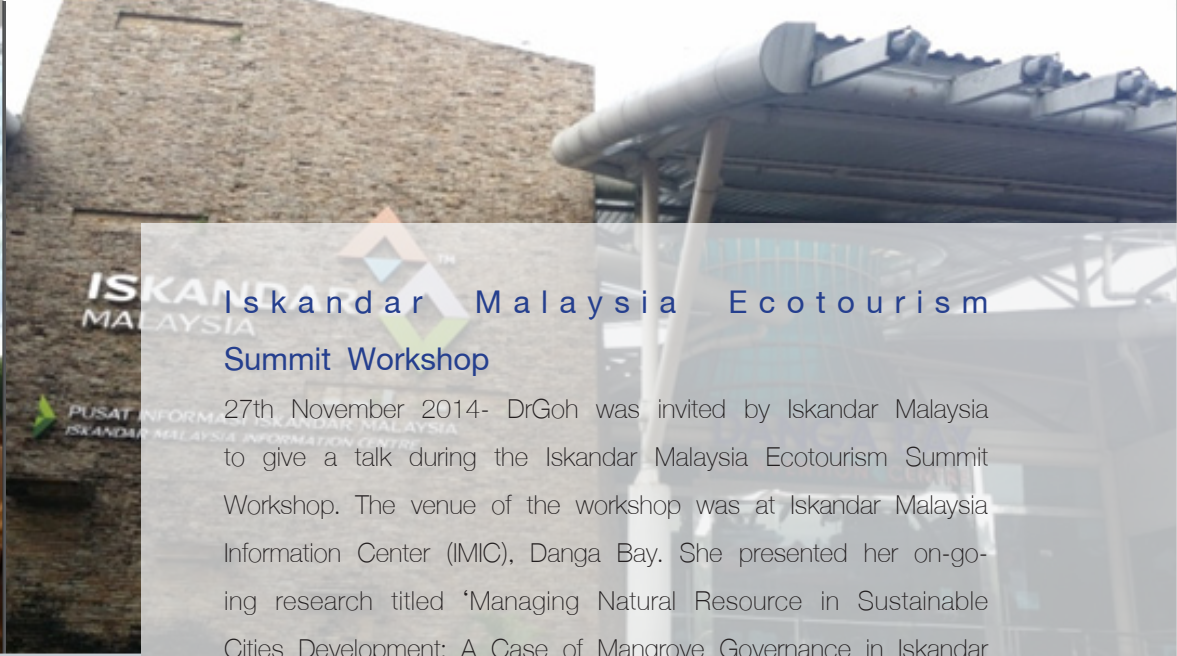 ISKANDAR
MALAYSIA
TM
PUSAT INFORMASI ISKANDAR MALAYSIA
ISKANDAR MALAYSIA INFORMATION CENTRE
DANGA BAY
Iskandar Malaysia Ecotourism
Summit Workshop
27th November 2014- DrGoh was invited by Iskandar Malaysia
to give a talk during the Iskandar Malaysia Ecotourism Summit
Workshop. The venue of the workshop was at Iskandar Malaysia
Information Center (IMIC), Danga Bay. She presented her on-go-
ing research titled ‘Managing Natural Resource in Sustainable
Cities Development: A Case of Mangrove Governance in Iskandar